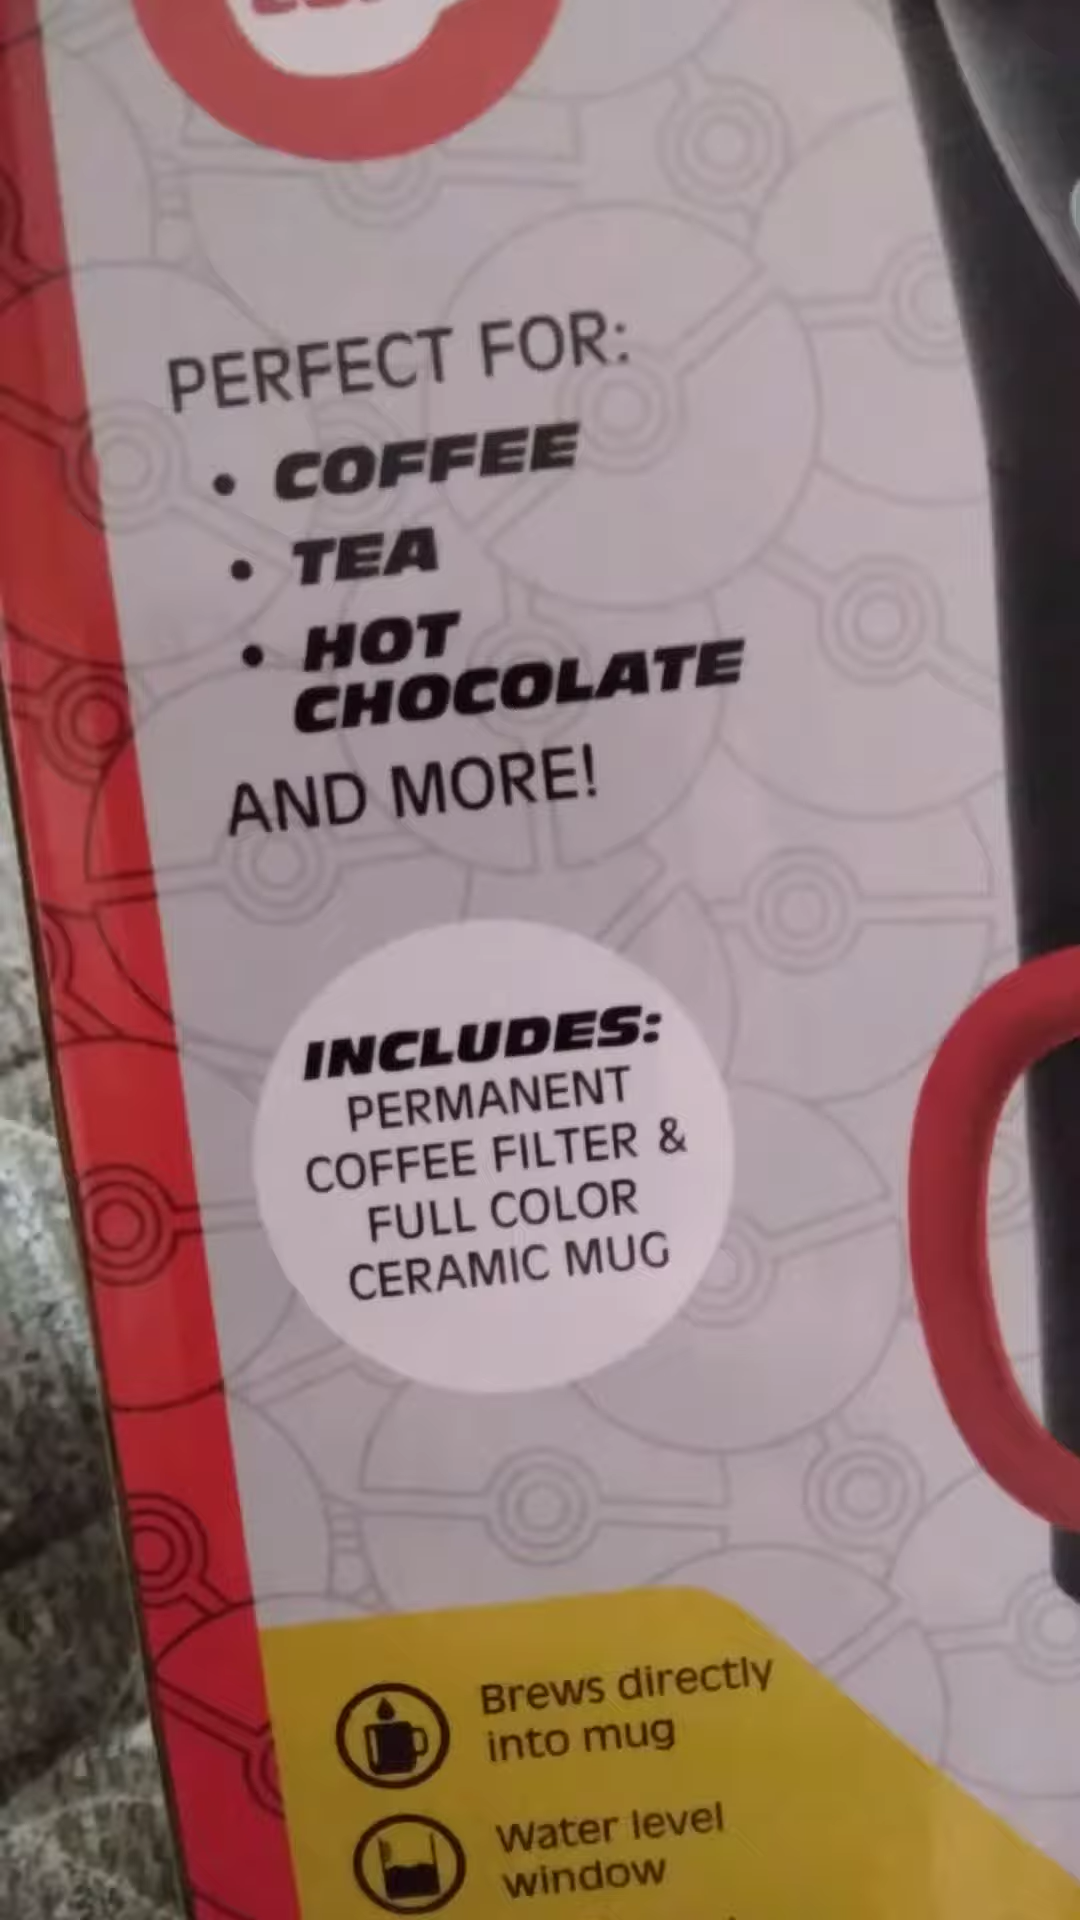 PERFECT FOR:
• COFFEE
• TEA
• HOT
CHOCOLATE
AND MORE!
INCLUDES:
PERMANENT
COFFEE FILTER &
FULL COLOR
CERAMIC MUG
Brews directly
into mug
Water level
window